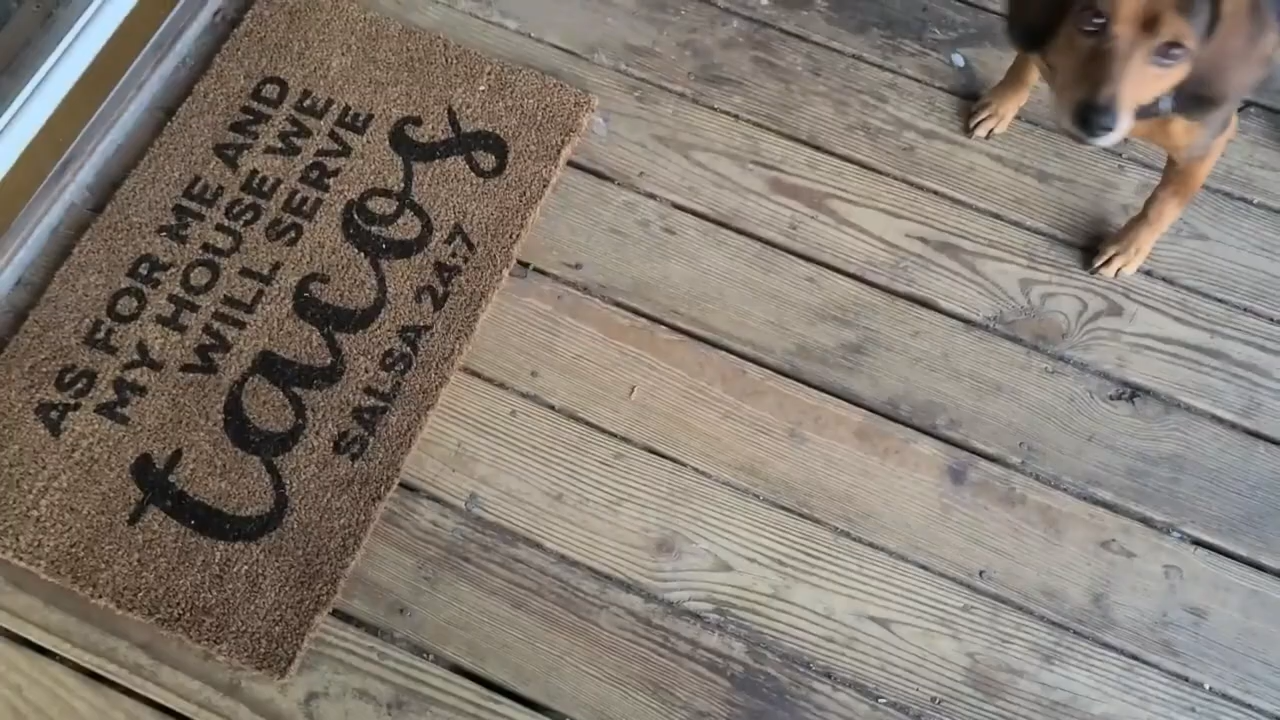 AS FOR ME AND
MY HOUSE WE
WILL SERVE
tacos
SALSA 24:7